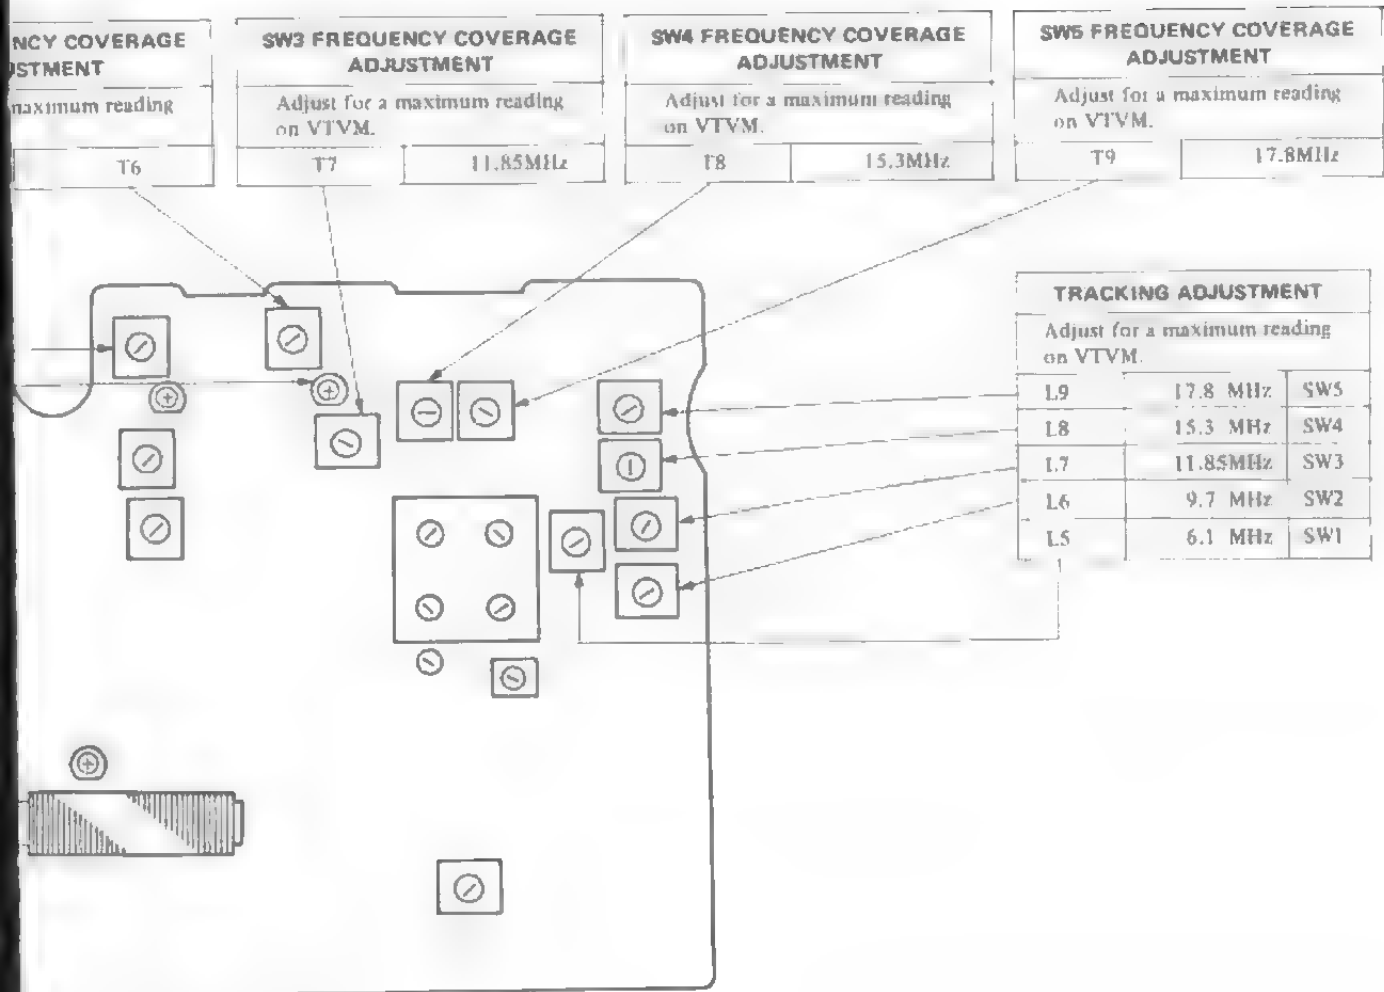 NCY COVERAGE
USTMENT
maximum reading
T6
SW3 FREQUENCY COVERAGE
ADJUSTMENT
Adjust for a maximum reading
on VTVM.
T7 11.85MHz
SW4 FREQUENCY COVERAGE
ADJUSTMENT
Adjust for a maximum reading
on VTVM.
T8 15.3MHz
SW5 FREQUENCY COVERAGE
ADJUSTMENT
Adjust for a maximum reading
on VTVM.
T9 17.8MHz
TRACKING ADJUSTMENT
Adjust for a maximum reading
on VTVM.
L9 17.8 MHz SW5
L8 15.3 MHz SW4
L7 11.85MHz SW3
L6 9.7 MHz SW2
L5 6.1 MHz SW1